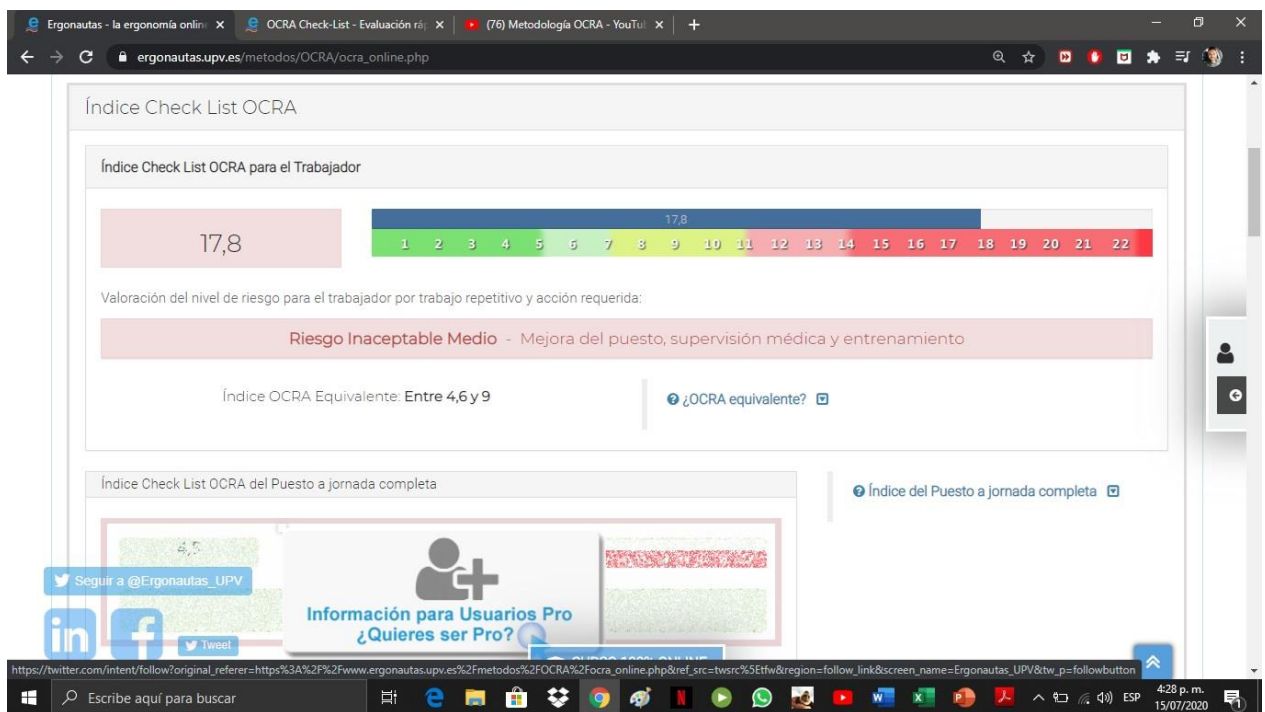 Ergonautas - la ergonomía onlin
OCRA Check-List - Evaluación ráp
(76) Metodología OCRA - YouTu
ergonautas.upv.es/metodos/OCRA/ocra_online.php
Índice Check List OCRA
Índice Check List OCRA para el Trabajador
17,8
17,8
1 2 3 4 5 6 7 8 9 10 11 12 13 14 15 16 17 18 19 20 21 22
Valoración del nivel de riesgo para el trabajador por trabajo repetitivo y acción requerida:
Riesgo Inaceptable Medio - Mejora del puesto, supervisión médica y entrenamiento
Índice OCRA Equivalente: Entre 4,6 y 9
¿OCRA equivalente?
Índice Check List OCRA del Puesto a jornada completa
Índice del Puesto a jornada completa
4,5
Seguir a @Ergonautas_UPV
Información para Usuarios Pro
¿Quieres ser Pro?
in f
Tweet
https://twitter.com/intent/follow?original_referer=https%3A%2F%2Fwww.ergonautas.upv.es%2Fmetodos%2FOCRA%2Focra_online.php&ref_src=twsrc%5Etfw&region=follow_link&screen_name=Ergonautas_UPV&tw_p=followbutton
Escribe aquí para buscar
ESP
4:28 p. m.
15/07/2020